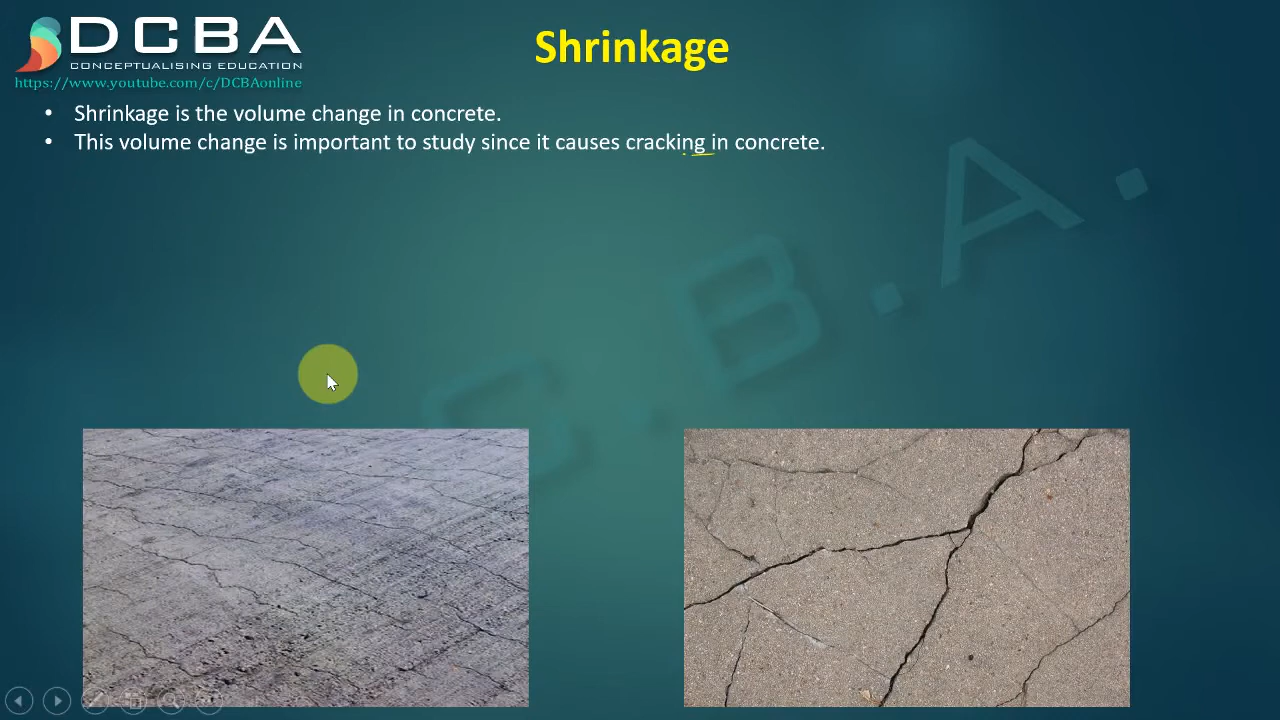 DCBA
CONCEPTUALISING EDUCATION
https://www.youtube.com/c/DCBAonline
Shrinkage
• Shrinkage is the volume change in concrete.
• This volume change is important to study since it causes cracking in concrete.
C.B.A.